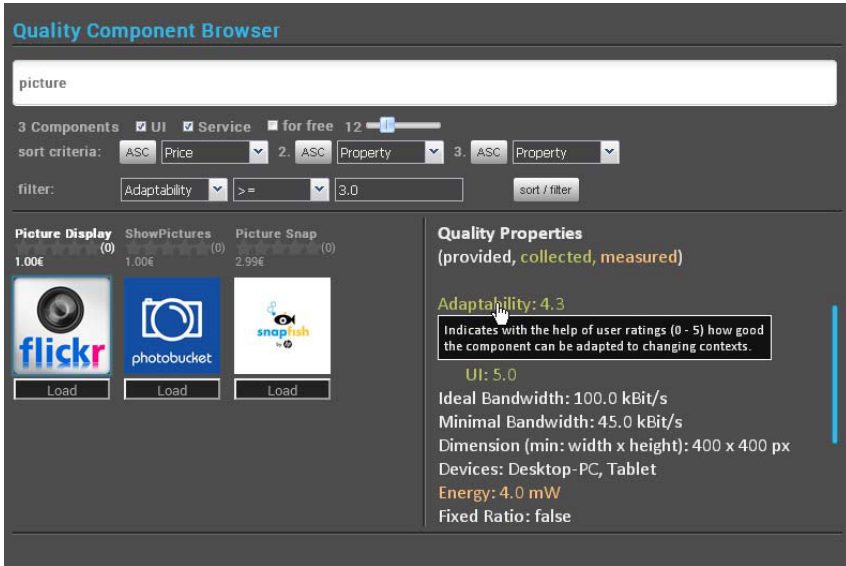 Quality Component Browser
picture
3 Components UI Service for free 12
sort criteria: ASC Price 2. ASC Property 3. ASC Property
filter: Adaptability >= 3.0 sort / filter
Picture Display ShowPictures Picture Snap
(0) (0) (0)
1.00€ 1.00€ 2.99€
flickr photobucket snapfish by hp
Load Load Load
Quality Properties
(provided, collected, measured)
Adaptability: 4.3
Indicates with the help of user ratings (0 - 5) how good
the component can be adapted to changing contexts.
UI: 5.0
Ideal Bandwidth: 100.0 kBit/s
Minimal Bandwidth: 45.0 kBit/s
Dimension (min: width x height): 400 x 400 px
Devices: Desktop-PC, Tablet
Energy: 4.0 mW
Fixed Ratio: false